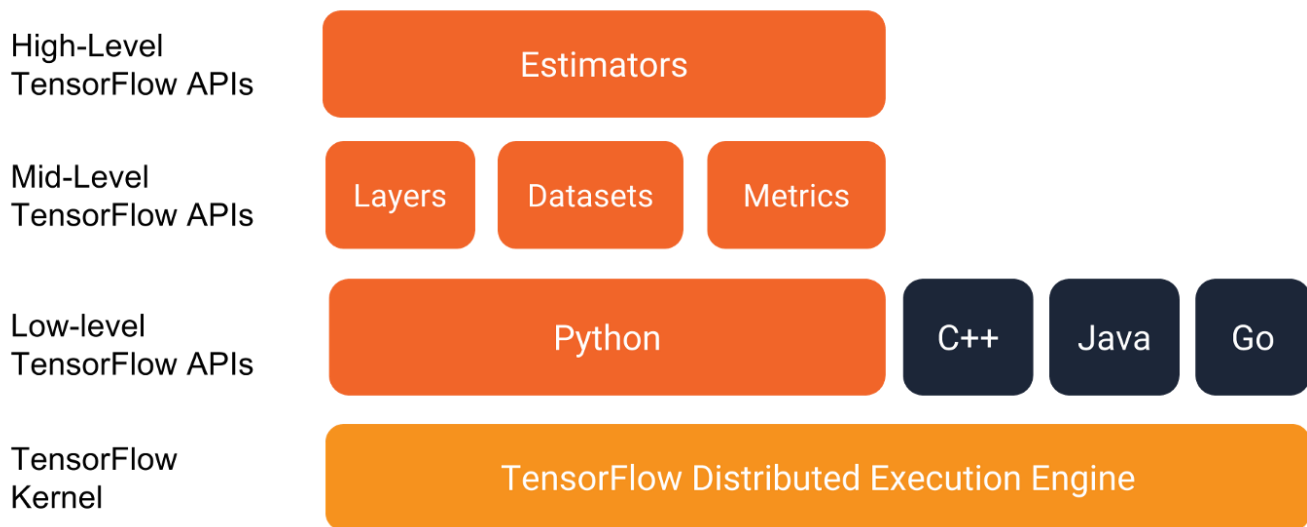 High-Level
TensorFlow APIs
Estimators
Mid-Level
TensorFlow APIs
Layers
Datasets
Metrics
Low-level
TensorFlow APIs
Python
C++
Java
Go
TensorFlow
Kernel
TensorFlow Distributed Execution Engine